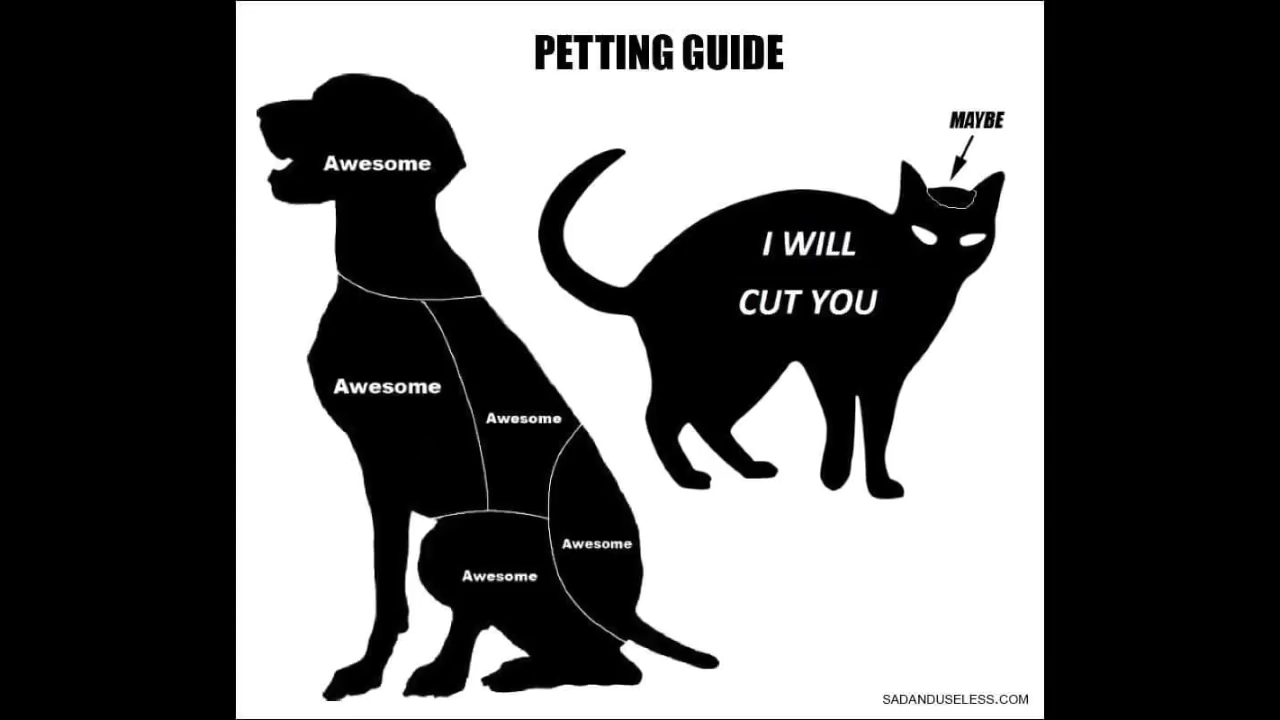 PETTING GUIDE
MAYBE
Awesome
I WILL
CUT YOU
Awesome
Awesome
Awesome
Awesome
SADANDUSELESS.COM